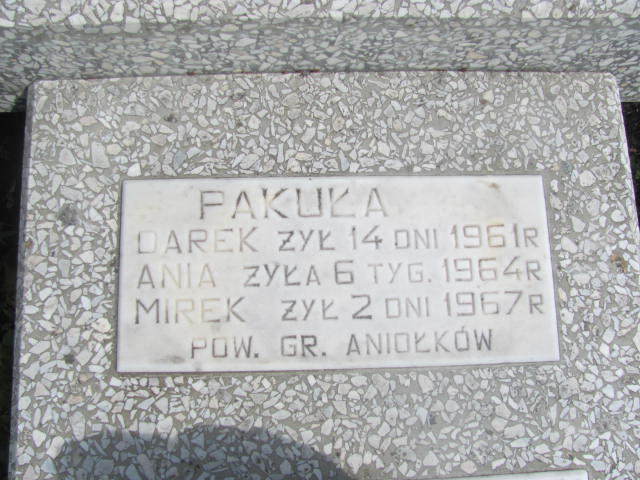 PAKUŁA
DAREK ŻYŁ 14 DNI 1961R
ANIA ŻYŁA 6 TYG. 1964R
MIREK ŻYŁ 2 DNI 1967R
POW. GR. ANIOŁKÓW